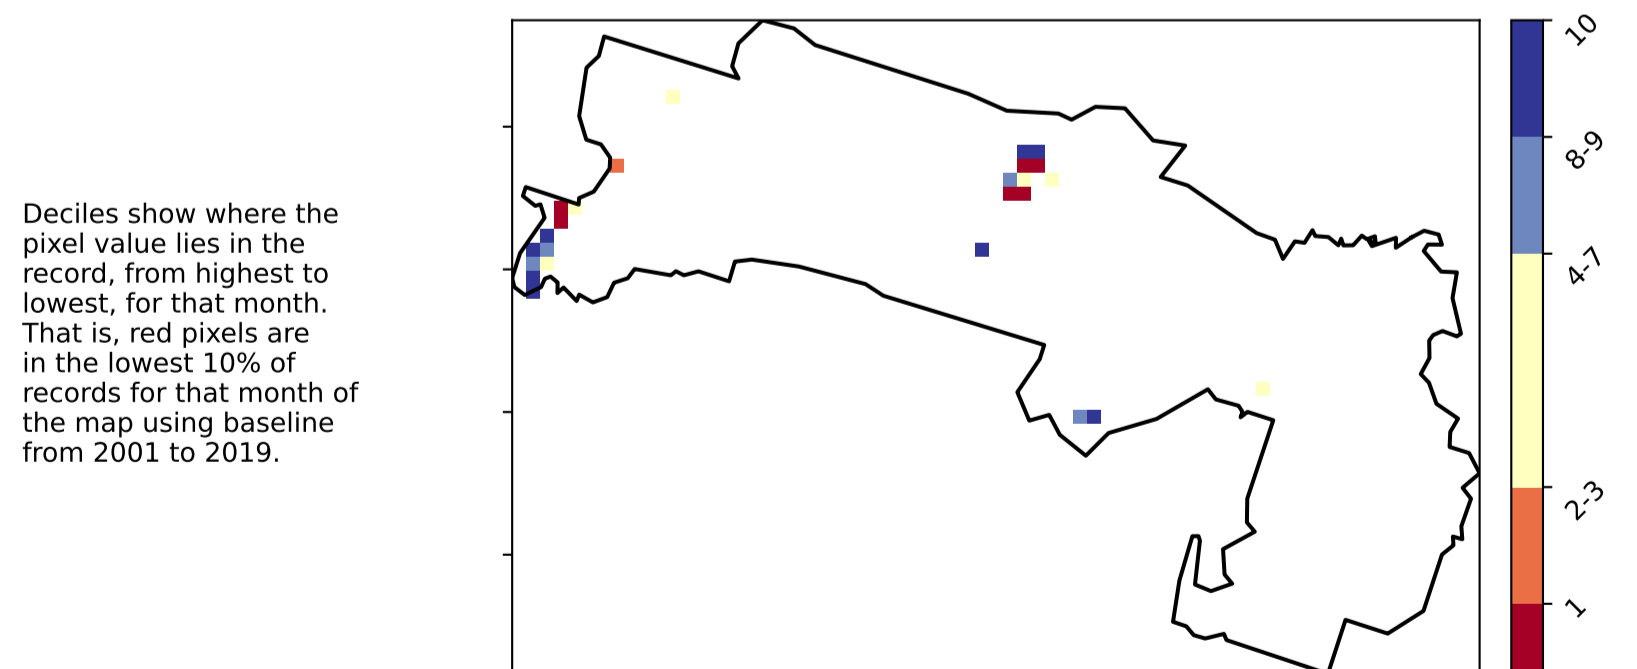 Deciles show where the
pixel value lies in the
record, from highest to
lowest, for that month.
That is, red pixels are
in the lowest 10% of
records for that month of
the map using baseline
from 2001 to 2019.
10
8-9
4-7
2-3
1